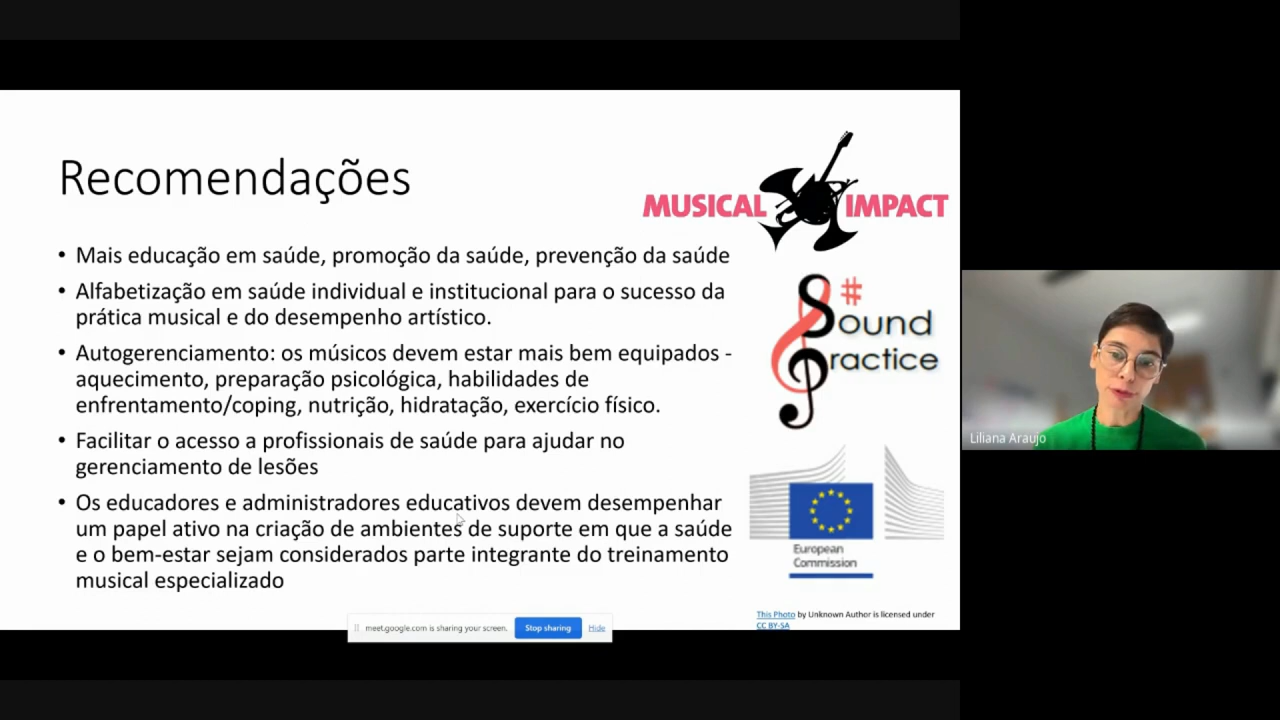 Recomendações
MUSICAL IMPACT
• Mais educação em saúde, promoção da saúde, prevenção da saúde
• Alfabetização em saúde individual e institucional para o sucesso da
prática musical e do desempenho artístico.
• Autogerenciamento: os músicos devem estar mais bem equipados -
aquecimento, preparação psicológica, habilidades de
enfrentamento/coping, nutrição, hidratação, exercício físico.
• Facilitar o acesso a profissionais de saúde para ajudar no
gerenciamento de lesões
• Os educadores e administradores educativos devem desempenhar
um papel ativo na criação de ambientes de suporte em que a saúde
e o bem-estar sejam considerados parte integrante do treinamento
musical especializado
Sound
Practice
European
Commission
This Photo by Unknown Author is licensed under
CC BY-SA
meet.google.com is sharing your screen. Stop sharing Hide
Liliana Araujo